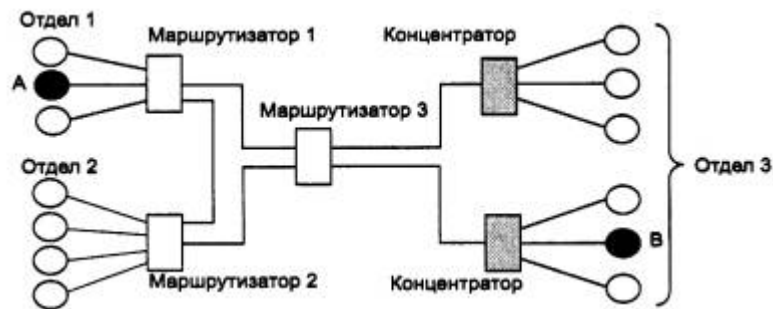 Отдел 1
Маршрутизатор 1
Концентратор
А
Маршрутизатор 3
Отдел 2
Отдел 3
В
Маршрутизатор 2
Концентратор